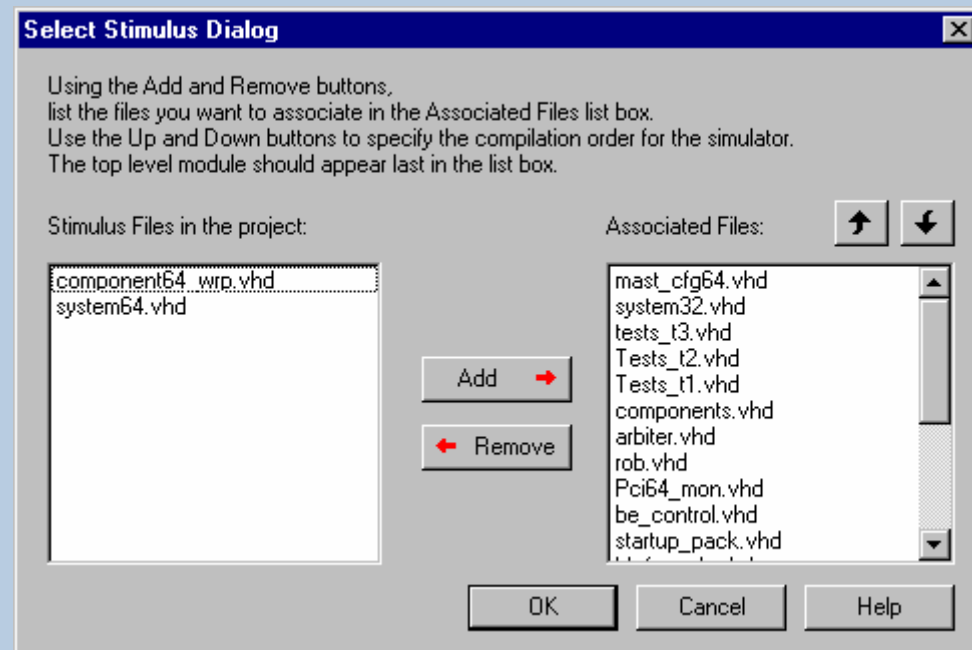 Select Stimulus Dialog
Using the Add and Remove buttons,
list the files you want to associate in the Associated Files list box.
Use the Up and Down buttons to specify the compilation order for the simulator.
The top level module should appear last in the list box.
Stimulus Files in the project:
component64_wrp.vhd
system64.vhd
Add
Remove
Associated Files:
mast_cfg64.vhd
system32.vhd
tests_t3.vhd
Tests_t2.vhd
Tests_t1.vhd
components.vhd
arbiter.vhd
rob.vhd
Pci64_mon.vhd
be_control.vhd
startup_pack.vhd
OK
Cancel
Help